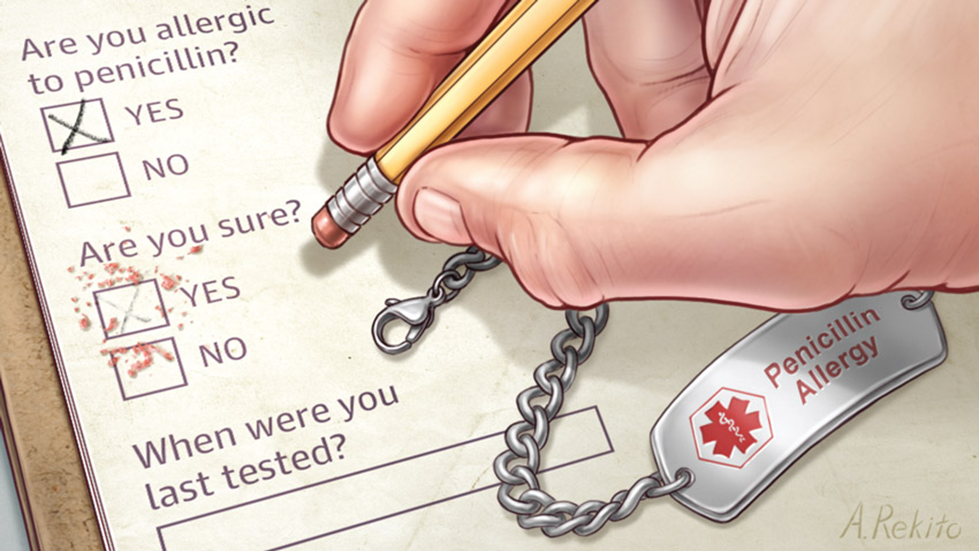 Are you allergic
to penicillin?
YES
NO
Are you sure?
YES
NO
When were you
last tested?
Penicillin
Allergy
A.Rekito